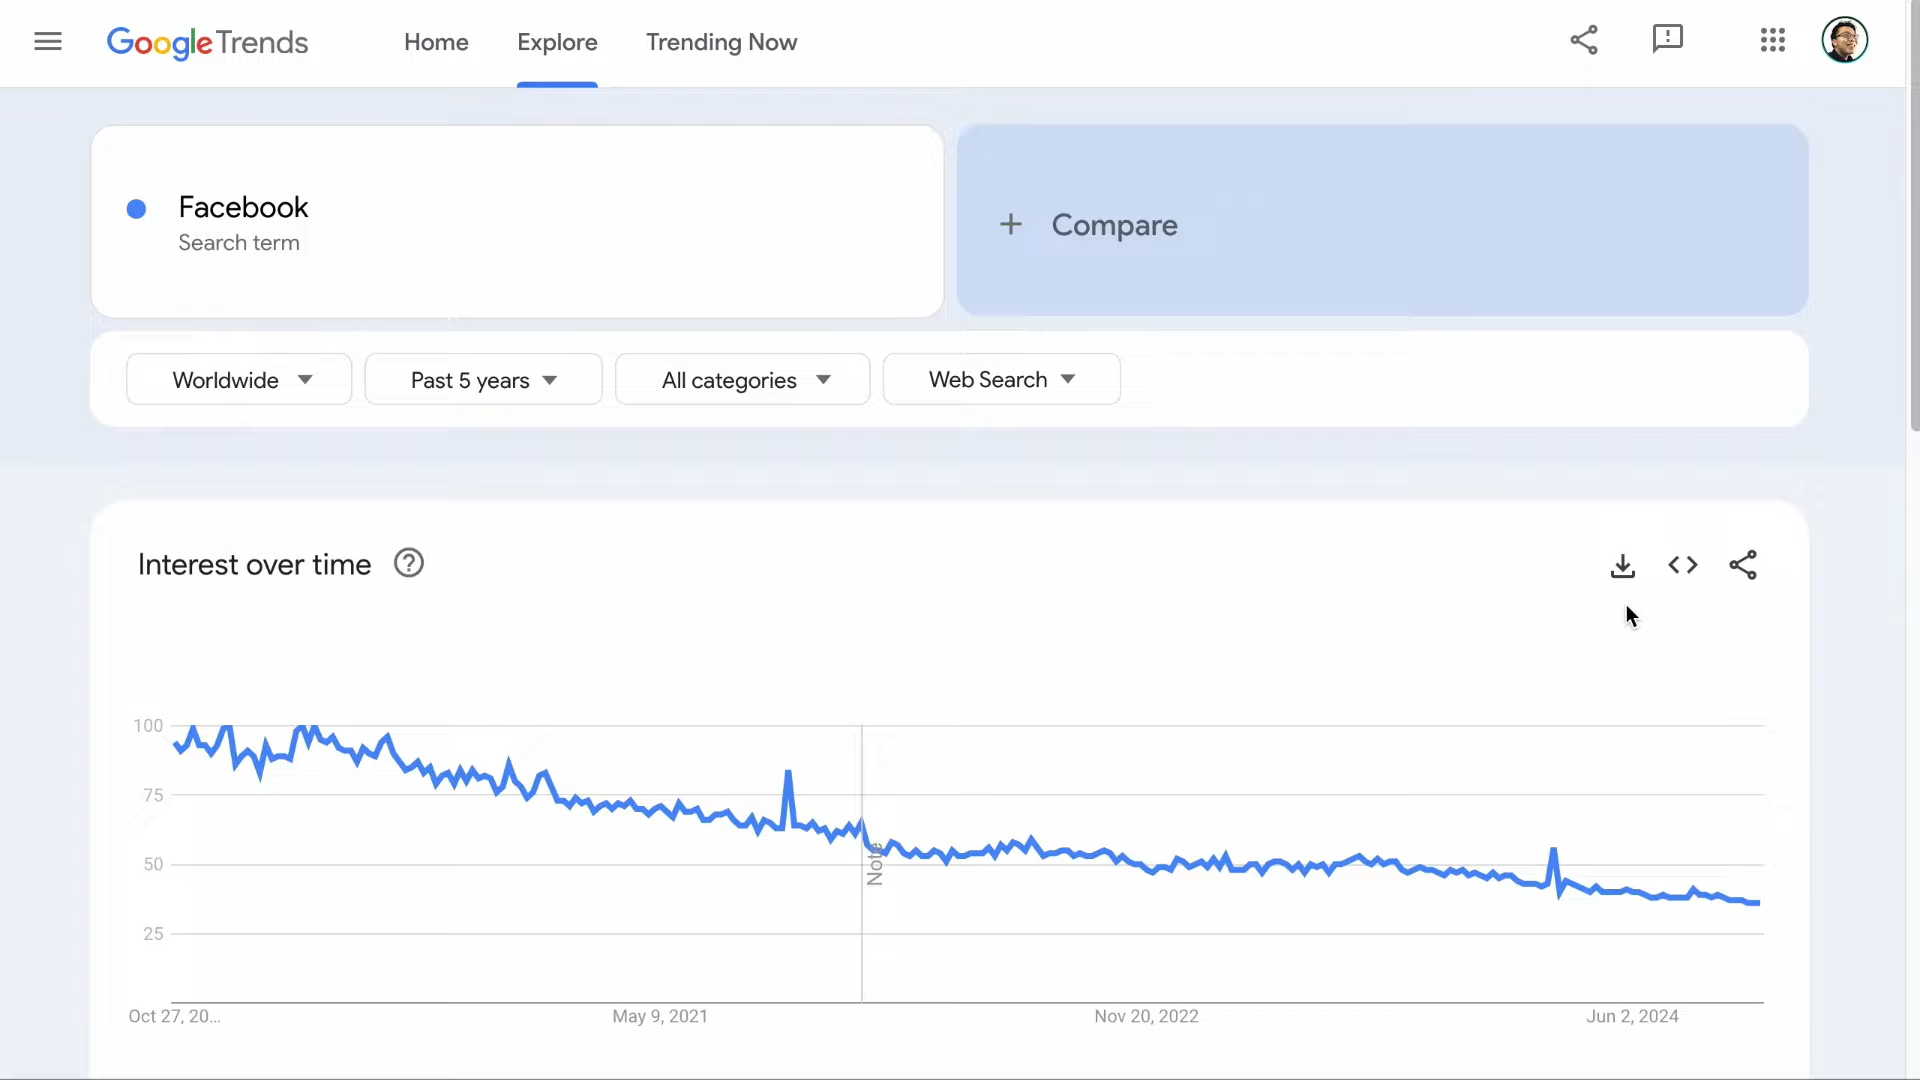 Google Trends
Home
Explore
Trending Now
Facebook
Search term
+ Compare
Worldwide
Past 5 years
All categories
Web Search
Interest over time
100
75
50
25
Note
Oct 27, 20...
May 9, 2021
Nov 20, 2022
Jun 2, 2024